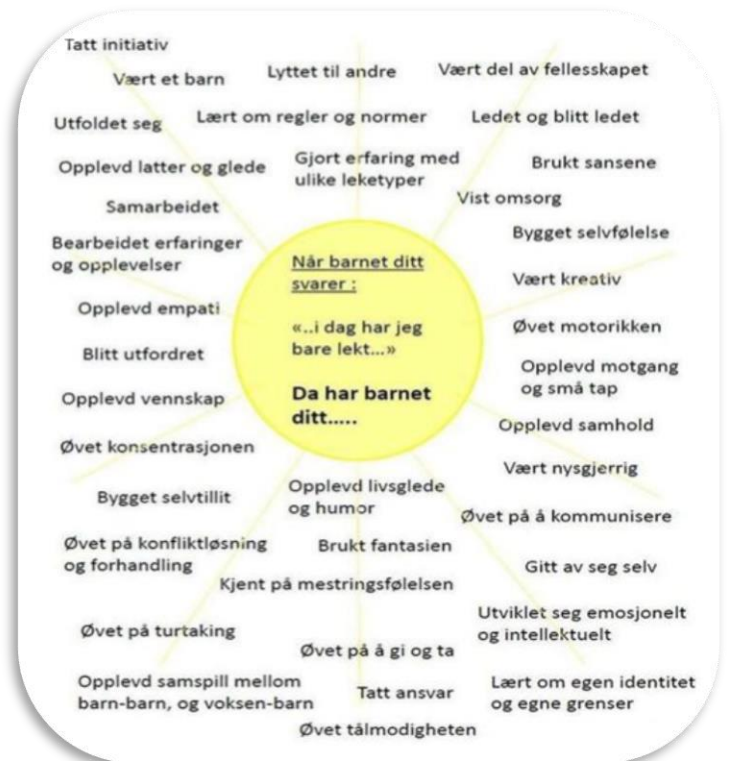 Tatt initiativ
Vært et barn
Lyttet til andre
Vært del av fellesskapet
Utfoldet seg
Lært om regler og normer
Ledet og blitt ledet
Opplevd latter og glede
Gjort erfaring med
ulike leketyper
Brukt sansene
Samarbeidet
Vist omsorg
Bearbeidet erfaringer
og opplevelser
Bygget selvfølelse
Når barnet ditt
svarer :
«..i dag har jeg
bare lekt...»
Da har barnet
ditt.....
Vært kreativ
Opplevd empati
Øvet motorikken
Blitt utfordret
Opplevd motgang
og små tap
Opplevd vennskap
Opplevd samhold
Øvet konsentrasjonen
Vært nysgjerrig
Bygget selvtillit
Opplevd livsglede
og humor
Øvet på å kommunisere
Øvet på konfliktløsning
og forhandling
Brukt fantasien
Gitt av seg selv
Kjent på mestringsfølelsen
Utviklet seg emosjonelt
og intellektuelt
Øvet på turtaking
Øvet på å gi og ta
Opplevd samspill mellom
barn-barn, og voksen-barn
Tatt ansvar
Lært om egen identitet
og egne grenser
Øvet tålmodigheten